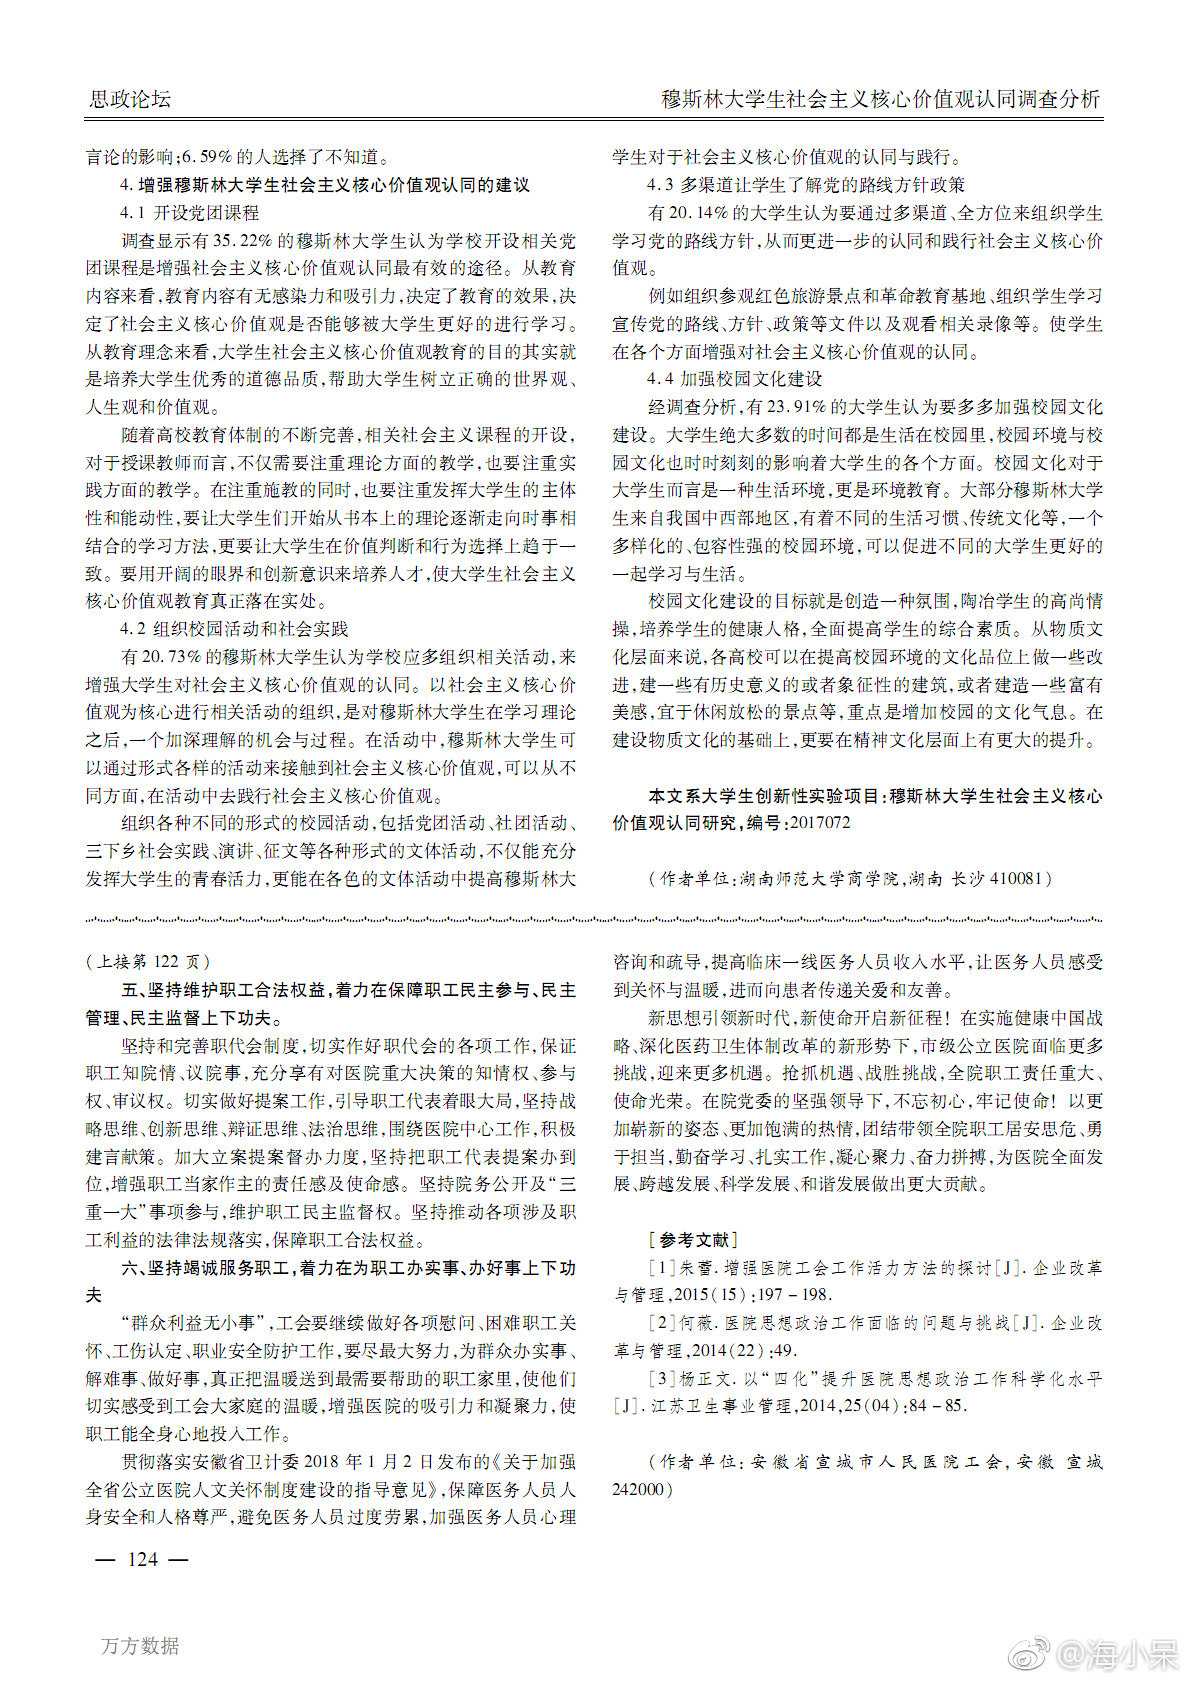 思政论坛
穆斯林大学生社会主义核心价值观认同调查分析
言论的影响;6.59%的人选择了不知道。
4.增强穆斯林大学生社会主义核心价值观认同的建议
4.1 开设党团课程
调查显示有35.22%的穆斯林大学生认为学校开设相关党
团课程是增强社会主义核心价值观认同最有效的途径。从教育
内容来看,教育内容有无感染力和吸引力,决定了教育的效果,决
定了社会主义核心价值观是否能够被大学生更好的进行学习。
从教育理念来看,大学生社会主义核心价值观教育的目的其实就
是培养大学生优秀的道德品质,帮助大学生树立正确的世界观、
人生观和价值观。
随着高校教育体制的不断完善,相关社会主义课程的开设,
对于授课教师而言,不仅需要注重理论方面的教学,也要注重实
践方面的教学。在注重施教的同时,也要注重发挥大学生的主体
性和能动性,要让大学生们开始从书本上的理论逐渐走向时事相
结合的学习方法,更要让大学生在价值判断和行为选择上趋于一
致。要用开阔的眼界和创新意识来培养人才,使大学生社会主义
核心价值观教育真正落在实处。
4.2 组织校园活动和社会实践
有20.73%的穆斯林大学生认为学校应多组织相关活动,来
增强大学生对社会主义核心价值观的认同。以社会主义核心价
值观为核心进行相关活动的组织,是对穆斯林大学生在学习理论
之后,一个加深理解的机会与过程。在活动中,穆斯林大学生可
以通过形式各样的活动来接触到社会主义核心价值观,可以从不
同方面,在活动中去践行社会主义核心价值观。
组织各种不同的形式的校园活动,包括党团活动、社团活动、
三下乡社会实践、演讲、征文等各种形式的文体活动,不仅能充分
发挥大学生的青春活力,更能在各色的文体活动中提高穆斯林大
学生对于社会主义核心价值观的认同与践行。
4.3 多渠道让学生了解党的路线方针政策
有20.14%的大学生认为要通过多渠道、全方位来组织学生
学习党的路线方针,从而更进一步的认同和践行社会主义核心价
值观。
例如组织参观红色旅游景点和革命教育基地、组织学生学习
宣传党的路线、方针、政策等文件以及观看相关录像等。使学生
在各个方面增强对社会主义核心价值观的认同。
4.4 加强校园文化建设
经调查分析,有23.91%的大学生认为要多多加强校园文化
建设。大学生绝大多数的时间都是生活在校园里,校园环境与校
园文化也时时刻刻的影响着大学生的各个方面。校园文化对于
大学生而言是一种生活环境,更是环境教育。大部分穆斯林大学
生来自我国中西部地区,有着不同的生活习惯、传统文化等,一个
多样化的、包容性强的校园环境,可以促进不同的大学生更好的
一起学习与生活。
校园文化建设的目标就是创造一种氛围,陶冶学生的高尚情
操,培养学生的健康人格,全面提高学生的综合素质。从物质文
化层面来说,各高校可以在提高校园环境的文化品位上做一些改
进,建一些有历史意义的或者象征性的建筑,或者建造一些富有
美感,宜于休闲放松的景点等,重点是增加校园的文化气息。在
建设物质文化的基础上,更要在精神文化层面上有更大的提升。
本文系大学生创新性实验项目:穆斯林大学生社会主义核心
价值观认同研究,编号:2017072
(作者单位:湖南师范大学商学院,湖南 长沙 410081)
(上接第122页)
五、坚持维护职工合法权益,着力在保障职工民主参与、民主
管理、民主监督上下功夫。
坚持和完善职代会制度,切实作好职代会的各项工作,保证
职工知院情、议院事,充分享有对医院重大决策的知情权、参与
权、审议权。切实做好提案工作,引导职工代表着眼大局,坚持战
略思维、创新思维、辩证思维、法治思维,围绕医院中心工作,积极
建言献策。加大立案提案督办力度,坚持把职工代表提案办到
位,增强职工当家作主的责任感及使命感。坚持院务公开及“三
重一大”事项参与,维护职工民主监督权。坚持推动各项涉及职
工利益的法律法规落实,保障职工合法权益。
六、坚持竭诚服务职工,着力在为职工办实事、办好事上下功
夫
“群众利益无小事”,工会要继续做好各项慰问、困难职工关
怀、工伤认定、职业安全防护工作,要尽最大努力,为群众办实事、
解难事、做好事,真正把温暖送到最需要帮助的职工家里,使他们
切实感受到工会大家庭的温暖,增强医院的吸引力和凝聚力,使
职工能全身心地投入工作。
贯彻落实安徽省卫计委2018年1月2日发布的《关于加强
全省公立医院人文关怀制度建设的指导意见》,保障医务人员人
身安全和人格尊严,避免医务人员过度劳累,加强医务人员心理
咨询和疏导,提高临床一线医务人员收入水平,让医务人员感受
到关怀与温暖,进而向患者传递关爱和友善。
新思想引领新时代,新使命开启新征程!在实施健康中国战
略、深化医药卫生体制改革的新形势下,市级公立医院面临更多
挑战,迎来更多机遇。抢抓机遇、战胜挑战,全院职工责任重大、
使命光荣。在院党委的坚强领导下,不忘初心,牢记使命!以更
加崭新的姿态、更加饱满的热情,团结带领全院职工居安思危、勇
于担当,勤奋学习、扎实工作,凝心聚力、奋力拼搏,为医院全面发
展、跨越发展、科学发展、和谐发展做出更大贡献。
[参考文献]
[1]朱蕾.增强医院工会工作活力方法的探讨[J].企业改革
与管理,2015(15):197-198.
[2]何薇.医院思想政治工作面临的问题与挑战[J].企业改
革与管理,2014(22):49.
[3]杨正文.以“四化”提升医院思想政治工作科学化水平
[J].江苏卫生事业管理,2014,25(04):84-85.
(作者单位:安徽省宣城市人民医院工会,安徽 宣城
242000)
— 124 —
万方数据
@海小呆